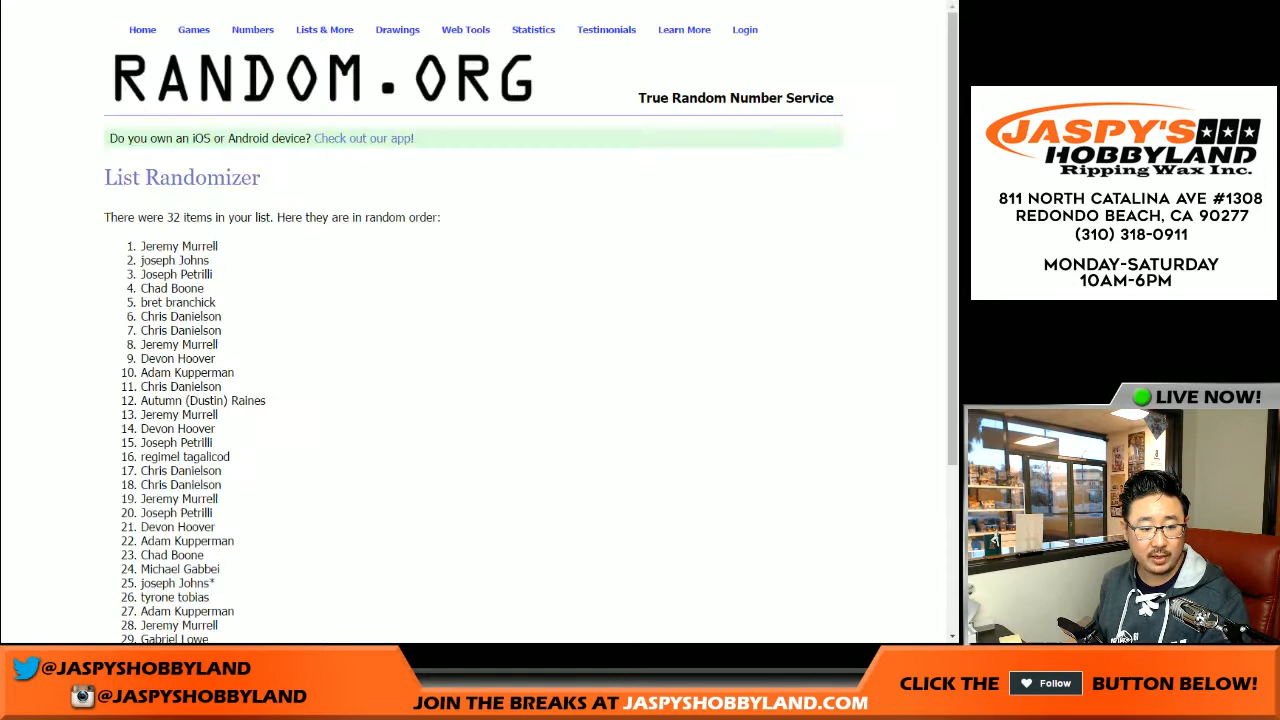 Home Games Numbers Lists & More Drawings Web Tools Statistics Testimonials Learn More Login
RANDOM.ORG
True Random Number Service
Do you own an iOS or Android device? Check out our app!
List Randomizer
There were 32 items in your list. Here they are in random order:
1. Jeremy Murrell
2. joseph Johns
3. Joseph Petrilli
4. Chad Boone
5. bret branchick
6. Chris Danielson
7. Chris Danielson
8. Jeremy Murrell
9. Devon Hoover
10. Adam Kupperman
11. Chris Danielson
12. Autumn (Dustin) Raines
13. Jeremy Murrell
14. Devon Hoover
15. Joseph Petrilli
16. regimel tagalicod
17. Chris Danielson
18. Chris Danielson
19. Jeremy Murrell
20. Joseph Petrilli
21. Devon Hoover
22. Adam Kupperman
23. Chad Boone
24. Michael Gabbei
25. joseph Johns*
26. tyrone tobias
27. Adam Kupperman
28. Jeremy Murrell
29. Gabriel Lowe
JASPY'S
HOBBYLAND
Ripping Wax Inc.
811 NORTH CATALINA AVE #1308
REDONDO BEACH, CA 90277
(310) 318-0911
MONDAY-SATURDAY
10AM-6PM
LIVE NOW!
@JASPYSHOBBYLAND
@JASPYSHOBBYLAND
JOIN THE BREAKS AT JASPYSHOBBYLAND.COM
CLICK THE Follow BUTTON BELOW!